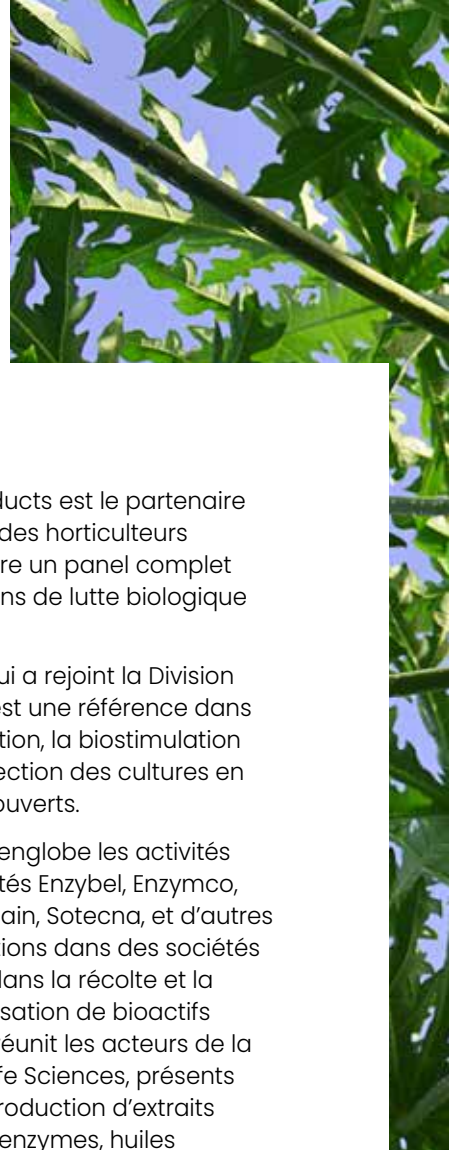 ducts est le partenaire
des horticulteurs
re un panel complet
ns de lutte biologique
ui a rejoint la Division
est une référence dans
tion, la biostimulation
ection des cultures en
ouverts.
englobe les activités
tés Enzybel, Enzymco,
ain, Sotecna, et d'autres
tions dans des sociétés
dans la récolte et la
sation de bioactifs
réunit les acteurs de la
fe Sciences, présents
roduction d'extraits
enzymes, huiles